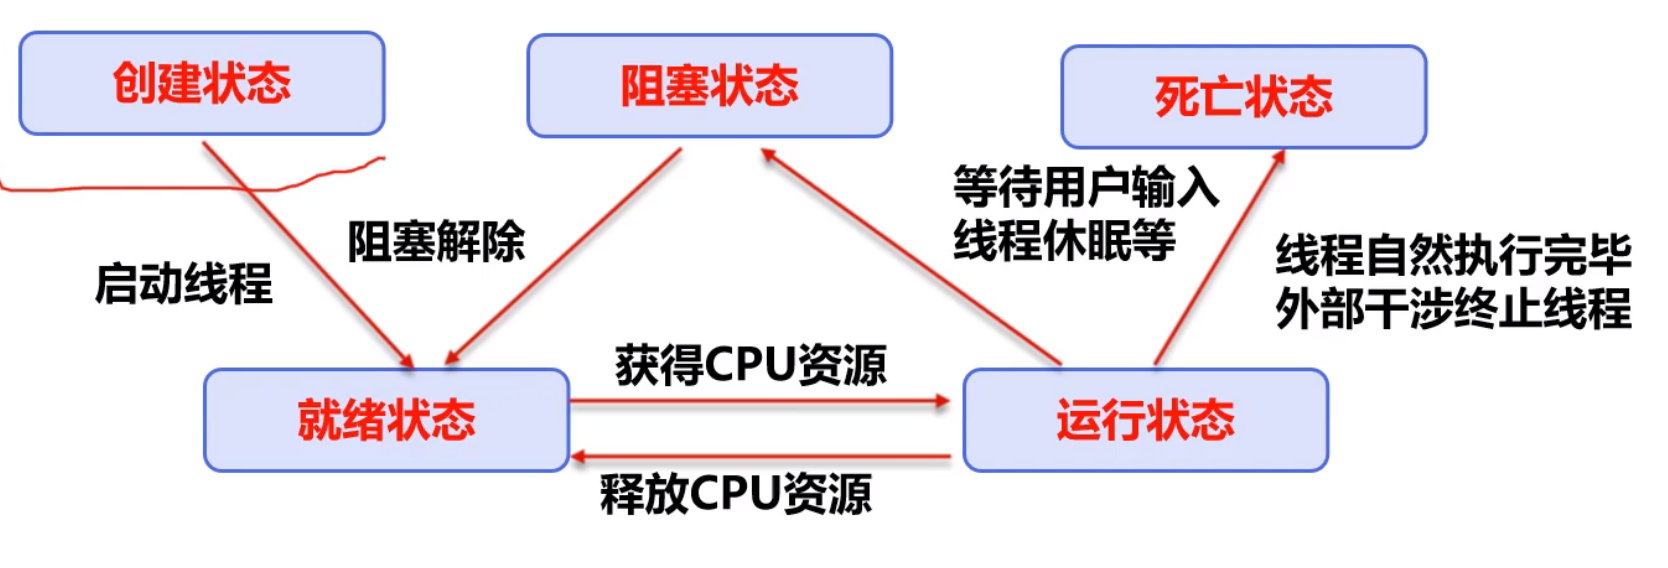 创建状态
阻塞状态
死亡状态
等待用户输入
线程休眠等
阻塞解除
启动线程
线程自然执行完毕
外部干涉终止线程
获得CPU资源
就绪状态
运行状态
释放CPU资源